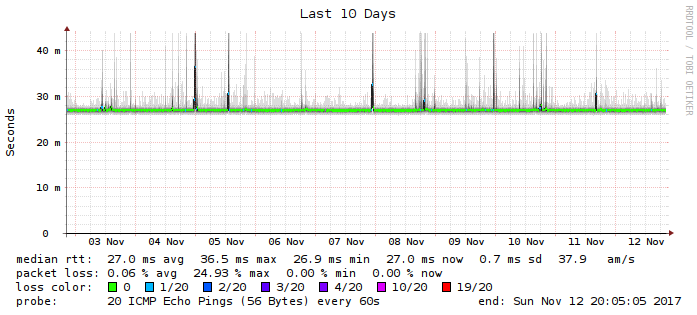 Last 10 Days
RRDTOOL / TOBI OETIKER
Seconds
40 m
30 m
20 m
10 m
0
03 Nov 04 Nov 05 Nov 06 Nov 07 Nov 08 Nov 09 Nov 10 Nov 11 Nov 12 Nov
median rtt: 27.0 ms avg 36.5 ms max 26.9 ms min 27.0 ms now 0.7 ms sd 37.9 am/s
packet loss: 0.06 % avg 24.93 % max 0.00 % min 0.00 % now
loss color: 0 1/20 2/20 3/20 4/20 10/20 19/20
probe: 20 ICMP Echo Pings (56 Bytes) every 60s end: Sun Nov 12 20:05:05 2017